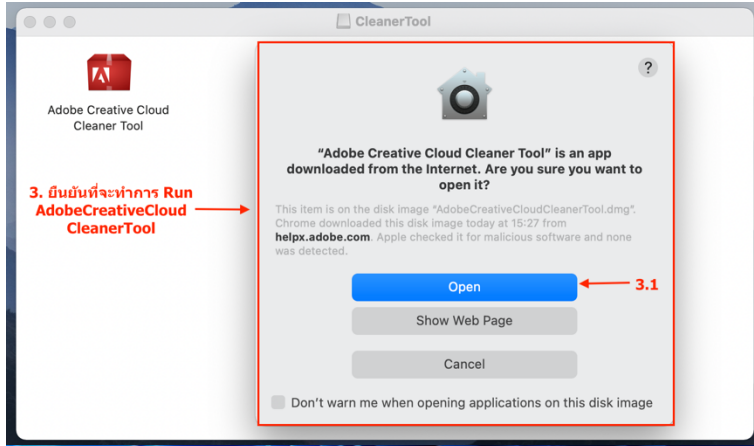 CleanerTool
Adobe Creative Cloud
Cleaner Tool
3. ยืนยันที่จะทำการ Run
AdobeCreativeCloud
CleanerTool
?
“Adobe Creative Cloud Cleaner Tool” is an app
downloaded from the Internet. Are you sure you want to
open it?
This item is on the disk image “AdobeCreativeCloudCleanerTool.dmg”.
Chrome downloaded this disk image today at 15:27 from
helpx.adobe.com. Apple checked it for malicious software and none
was detected.
Open
3.1
Show Web Page
Cancel
Don’t warn me when opening applications on this disk image